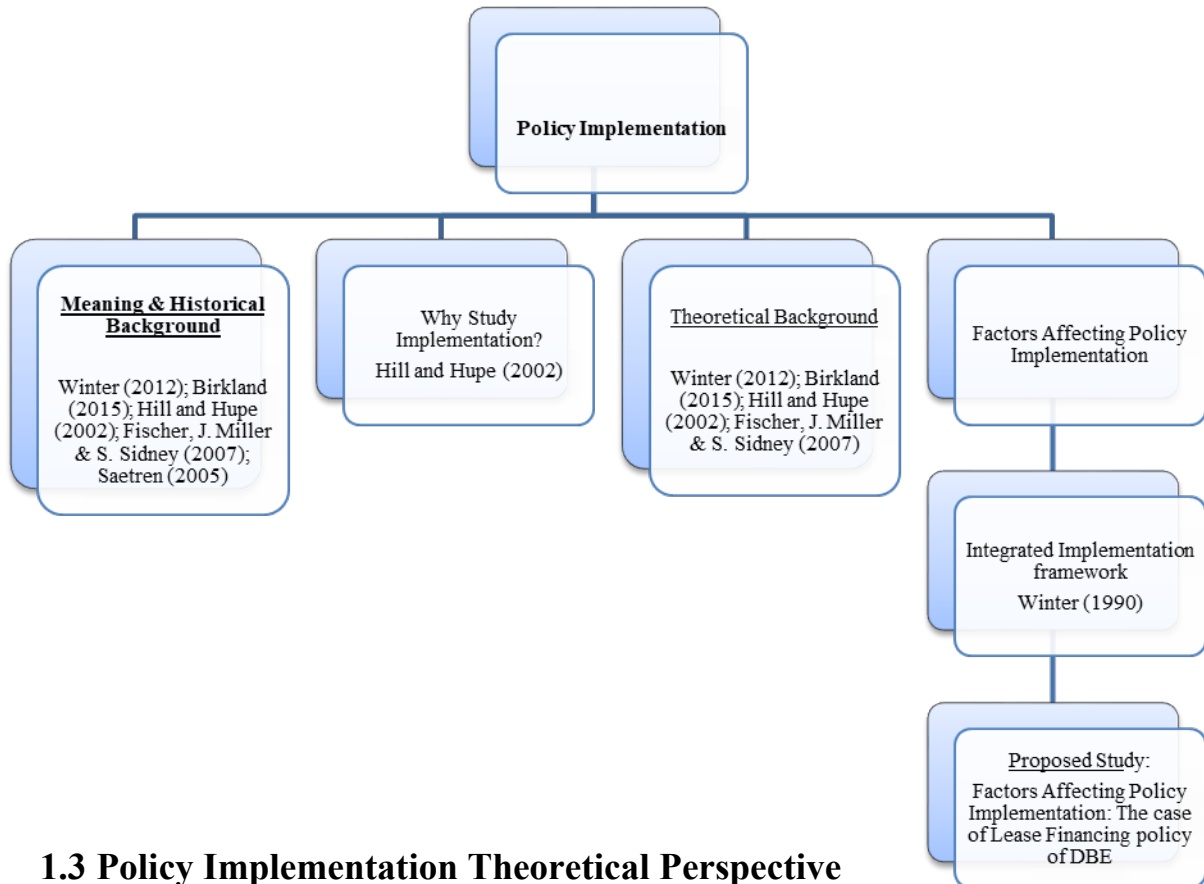 Policy Implementation
Meaning & Historical
Background
Winter (2012); Birkland
(2015); Hill and Hupe
(2002); Fischer, J. Miller
& S. Sidney (2007);
Saetren (2005)
Why Study
Implementation?
Hill and Hupe (2002)
Theoretical Background
Winter (2012); Birkland
(2015); Hill and Hupe
(2002); Fischer, J. Miller
& S. Sidney (2007)
Factors Affecting Policy
Implementation
Integrated Implementation
framework
Winter (1990)
Proposed Study:
Factors Affecting Policy
Implementation: The case
of Lease Financing policy
of DBE
1.3 Policy Implementation Theoretical Perspective